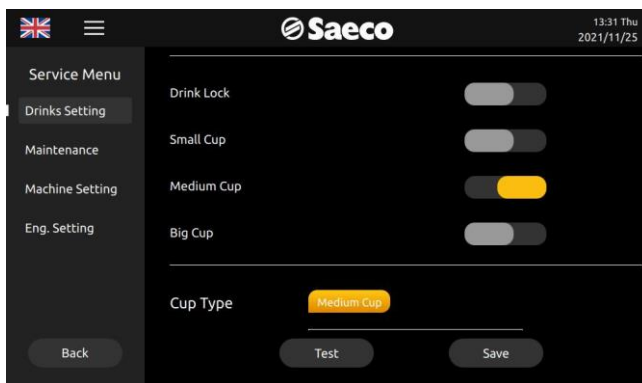 Saeco
13:31 Thu
2021/11/25
Service Menu
Drinks Setting
Maintenance
Machine Setting
Eng. Setting
Back
Drink Lock
Small Cup
Medium Cup
Big Cup
Cup Type
Medium Cup
Test
Save